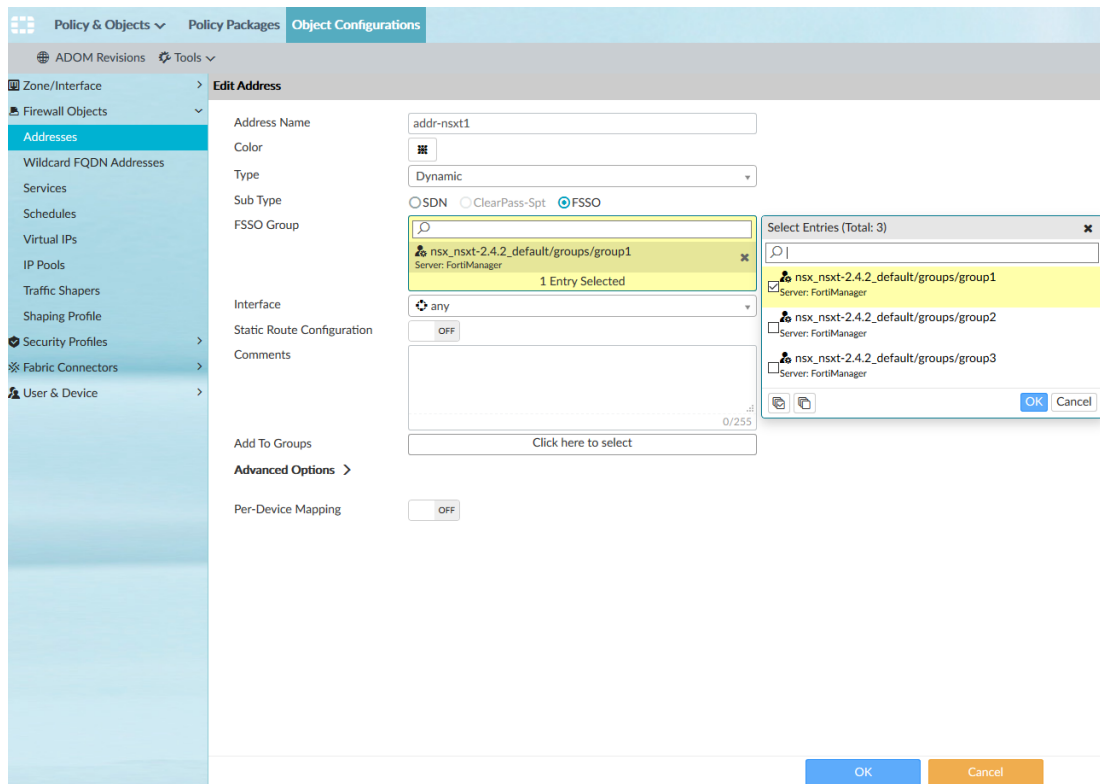 Policy & Objects Policy Packages Object Configurations
ADOM Revisions Tools
Zone/Interface
Firewall Objects
Addresses
Wildcard FQDN Addresses
Services
Schedules
Virtual IPs
IP Pools
Traffic Shapers
Shaping Profile
Security Profiles
Fabric Connectors
User & Device
Edit Address
Address Name addr-nsxt1
Color
Type Dynamic
Sub Type SDN ClearPass-Spt FSSO
FSSO Group
nsx_nsxt-2.4.2_default/groups/group1
Server: FortiManager
1 Entry Selected
Interface any
Static Route Configuration OFF
Comments
0/255
Add To Groups Click here to select
Advanced Options
Per-Device Mapping OFF
Select Entries (Total: 3)
nsx_nsxt-2.4.2_default/groups/group1
Server: FortiManager
nsx_nsxt-2.4.2_default/groups/group2
Server: FortiManager
nsx_nsxt-2.4.2_default/groups/group3
Server: FortiManager
OK Cancel
OK Cancel